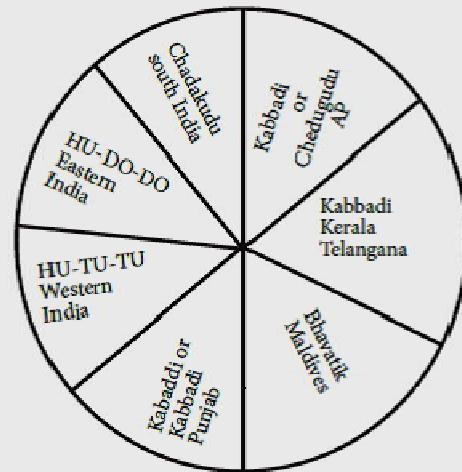 Chadakudu
south India
Kabbadi
or
Chedugudu
AP
HU-DO-DO
Eastern
India
Kabbadi
Kerala
Telangana
HU-TU-TU
Western
India
Bhavatik
Maldives
Kabaddi or
Kabbadi
Punjab